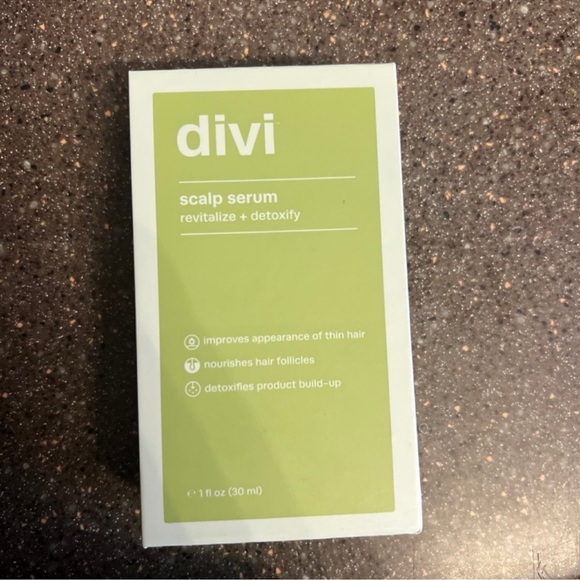 divi
scalp serum
revitalize + detoxify
improves appearance of thin hair
nourishes hair follicles
detoxifies product build-up
℮ 1 fl oz (30 ml)